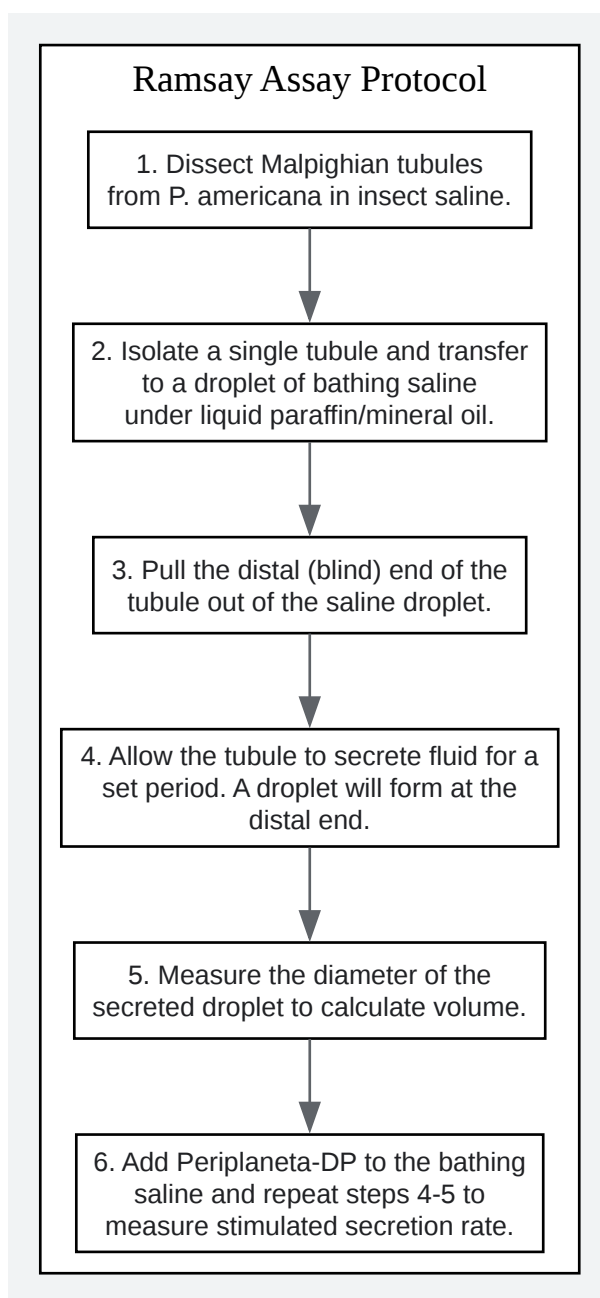 Ramsay Assay Protocol
1. Dissect Malpighian tubules
from P. americana in insect saline.
2. Isolate a single tubule and transfer
to a droplet of bathing saline
under liquid paraffin/mineral oil.
3. Pull the distal (blind) end of the
tubule out of the saline droplet.
4. Allow the tubule to secrete fluid for a
set period. A droplet will form at the
distal end.
5. Measure the diameter of the
secreted droplet to calculate volume.
6. Add Periplaneta-DP to the bathing
saline and repeat steps 4-5 to
measure stimulated secretion rate.